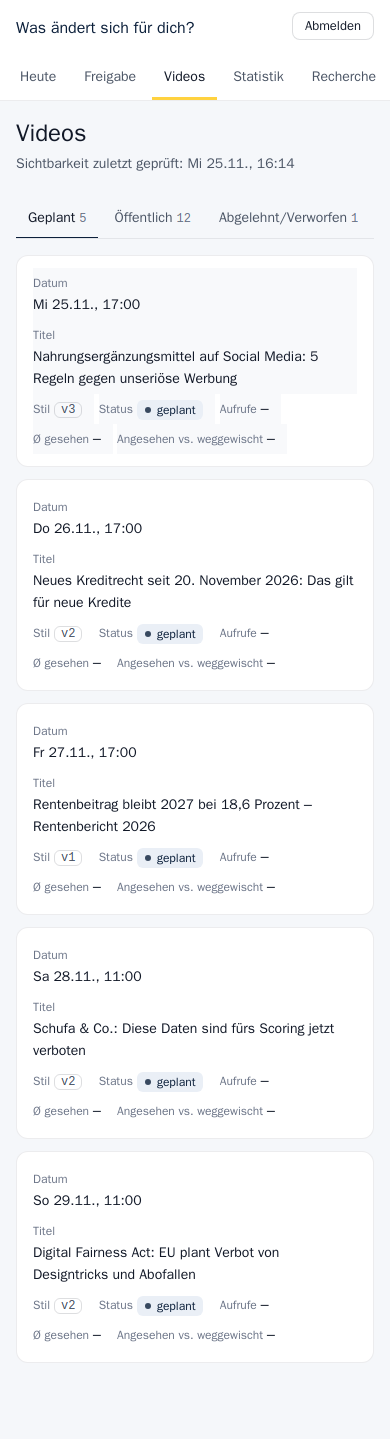 Was ändert sich für dich?
Abmelden
Heute Freigabe Videos Statistik Recherche
Videos
Sichtbarkeit zuletzt geprüft: Mi 25.11., 16:14
Geplant 5 Öffentlich 12 Abgelehnt/Verworfen 1
Datum
Mi 25.11., 17:00
Titel
Nahrungsergänzungsmittel auf Social Media: 5
Regeln gegen unseriöse Werbung
Stil v3 Status geplant Aufrufe –
Ø gesehen – Angesehen vs. weggewischt –
Datum
Do 26.11., 17:00
Titel
Neues Kreditrecht seit 20. November 2026: Das gilt
für neue Kredite
Stil v2 Status geplant Aufrufe –
Ø gesehen – Angesehen vs. weggewischt –
Datum
Fr 27.11., 17:00
Titel
Rentenbeitrag bleibt 2027 bei 18,6 Prozent –
Rentenbericht 2026
Stil v1 Status geplant Aufrufe –
Ø gesehen – Angesehen vs. weggewischt –
Datum
Sa 28.11., 11:00
Titel
Schufa & Co.: Diese Daten sind fürs Scoring jetzt
verboten
Stil v2 Status geplant Aufrufe –
Ø gesehen – Angesehen vs. weggewischt –
Datum
So 29.11., 11:00
Titel
Digital Fairness Act: EU plant Verbot von
Designtricks und Abofallen
Stil v2 Status geplant Aufrufe –
Ø gesehen – Angesehen vs. weggewischt –